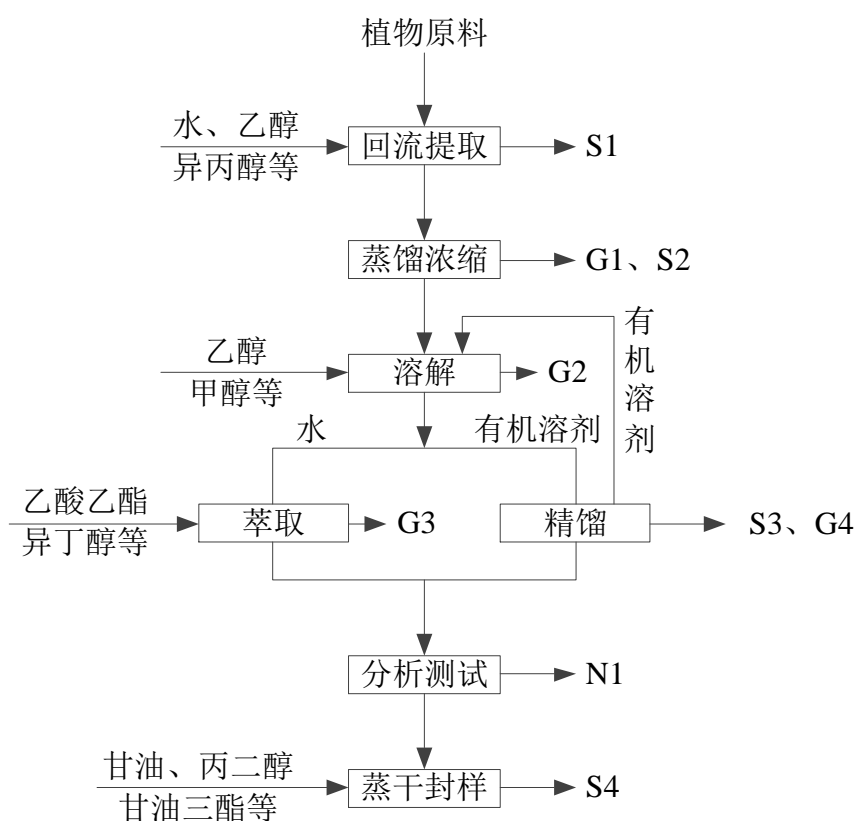 植物原料
水、乙醇
异丙醇等
回流提取
S1
蒸馏浓缩
G1、S2
乙醇
甲醇等
溶解
G2
有机溶剂
水
有机溶剂
乙酸乙酯
异丁醇等
萃取
G3
精馏
S3、G4
分析测试
N1
甘油、丙二醇
甘油三酯等
蒸干封样
S4